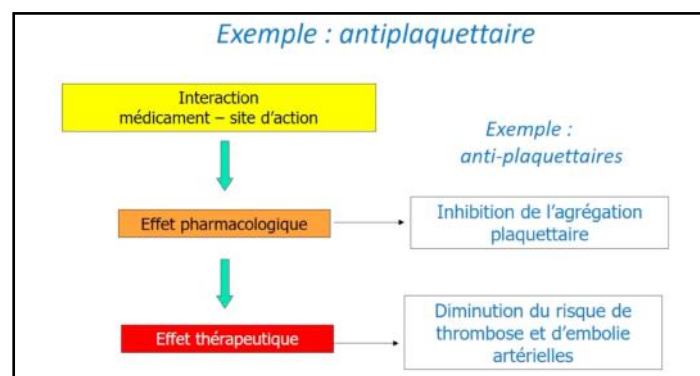 Exemple : antiplaquettaire
Interaction
médicament – site d'action
Exemple :
anti-plaquettaires
Effet pharmacologique
Inhibition de l'agrégation
plaquettaire
Effet thérapeutique
Diminution du risque de
thrombose et d'embolie
artérielles